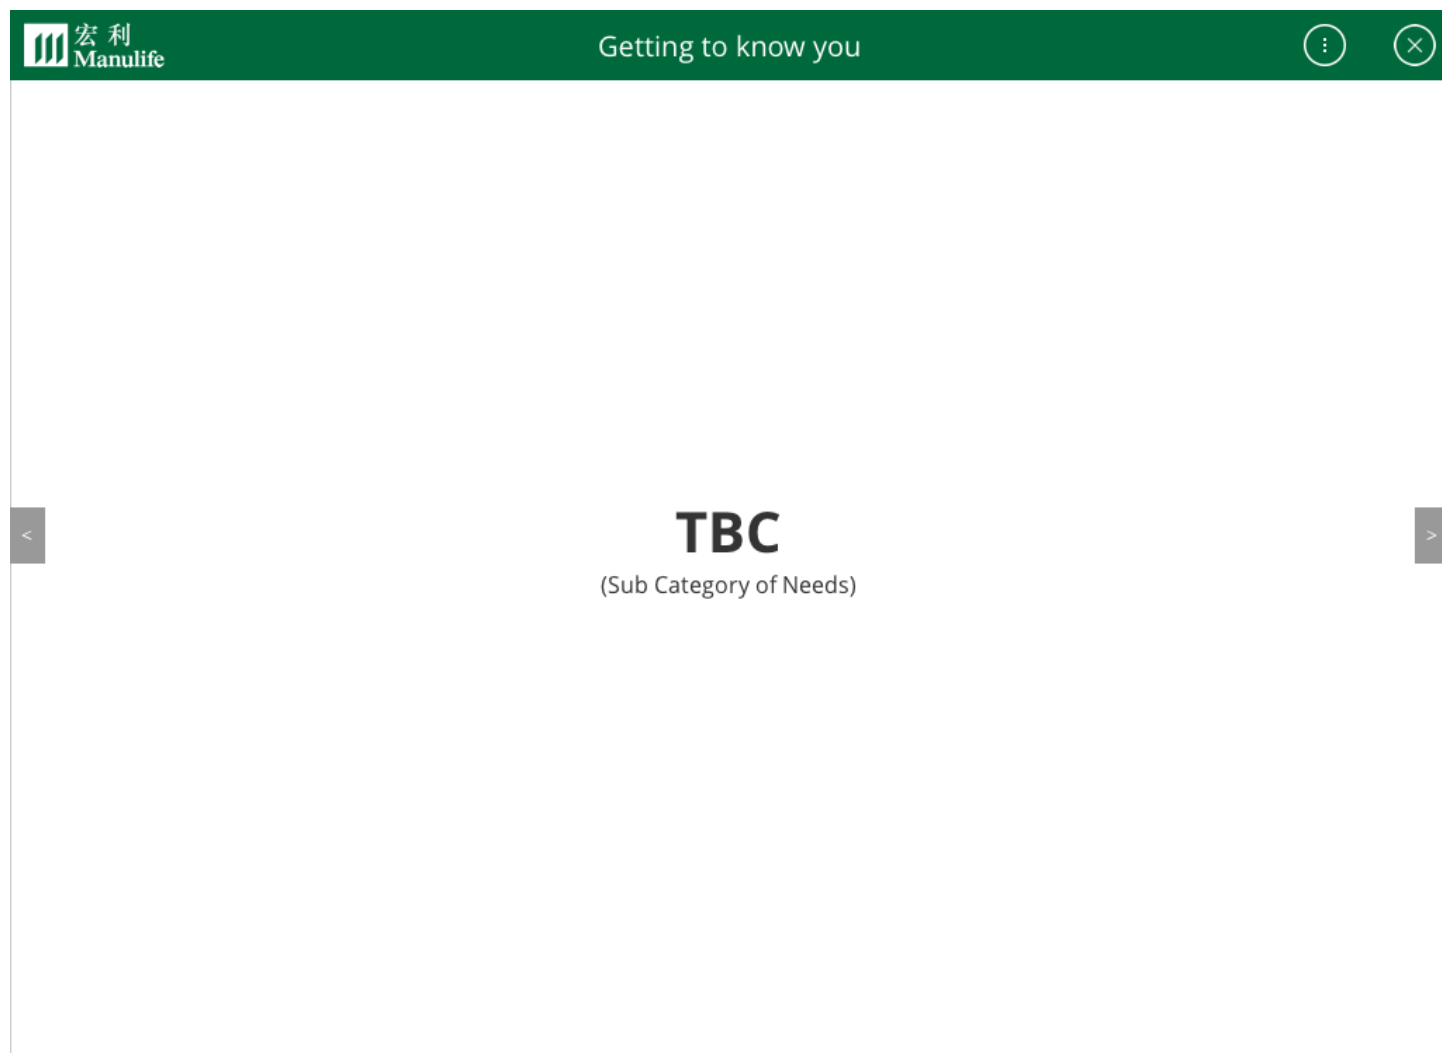 宏利
Manulife
Getting to know you
<
TBC
(Sub Category of Needs)
>